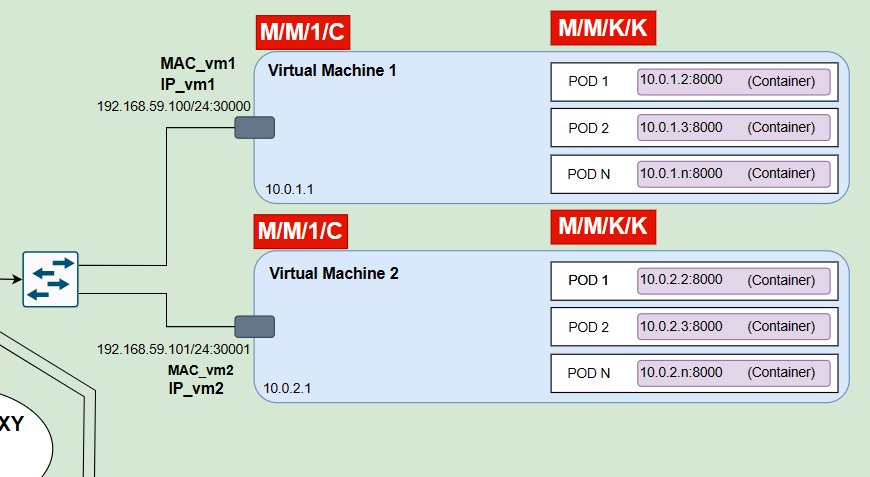 M/M/1/C
M/M/K/K
MAC_vm1
IP_vm1
192.168.59.100/24:30000
Virtual Machine 1
POD 1 10.0.1.2:8000 (Container)
POD 2 10.0.1.3:8000 (Container)
POD N 10.0.1.n:8000 (Container)
10.0.1.1
M/M/1/C
M/M/K/K
Virtual Machine 2
POD 1 10.0.2.2:8000 (Container)
POD 2 10.0.2.3:8000 (Container)
POD N 10.0.2.n:8000 (Container)
192.168.59.101/24:30001
MAC_vm2
IP_vm2
10.0.2.1
XY